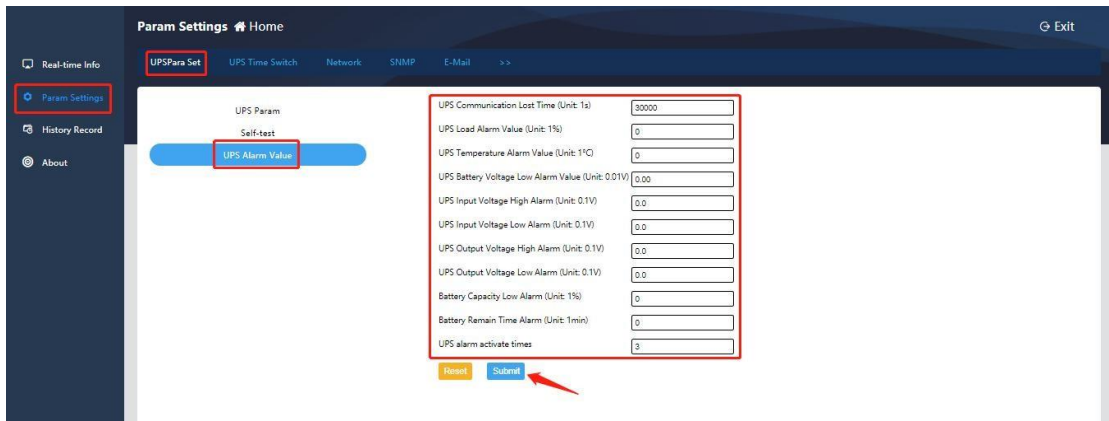 Param Settings Home
Exit
Real-time Info
Param Settings
History Record
About
UPSPara Set UPS Time Switch Network SNMP E-Mail >>
UPS Param
Self-test
UPS Alarm Value
UPS Communication Lost Time (Unit: 1s) 30000
UPS Load Alarm Value (Unit: 1%) 0
UPS Temperature Alarm Value (Unit: 1°C) 0
UPS Battery Voltage Low Alarm Value (Unit: 0.01V) 0.00
UPS Input Voltage High Alarm (Unit: 0.1V) 0.0
UPS Input Voltage Low Alarm (Unit: 0.1V) 0.0
UPS Output Voltage High Alarm (Unit: 0.1V) 0.0
UPS Output Voltage Low Alarm (Unit: 0.1V) 0.0
Battery Capacity Low Alarm (Unit: 1%) 0
Battery Remain Time Alarm (Unit: 1min) 0
UPS alarm activate times 3
Reset Submit